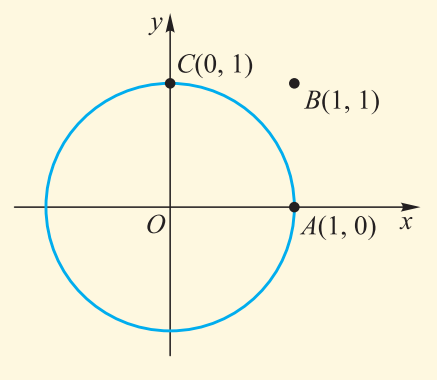 y
C(0, 1)
B(1, 1)
O
A(1, 0)
x